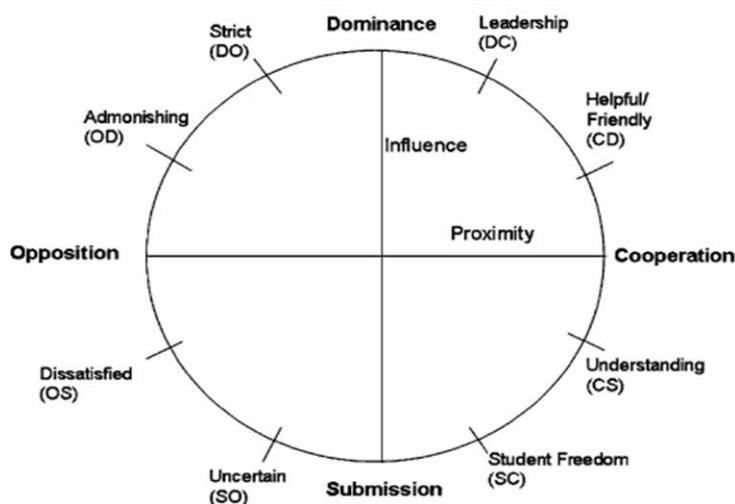 Dominance
Strict
(DO)
Leadership
(DC)
Admonishing
(OD)
Helpful/
Friendly
(CD)
Influence
Proximity
Opposition
Cooperation
Dissatisfied
(OS)
Understanding
(CS)
Uncertain
(SO)
Student Freedom
(SC)
Submission